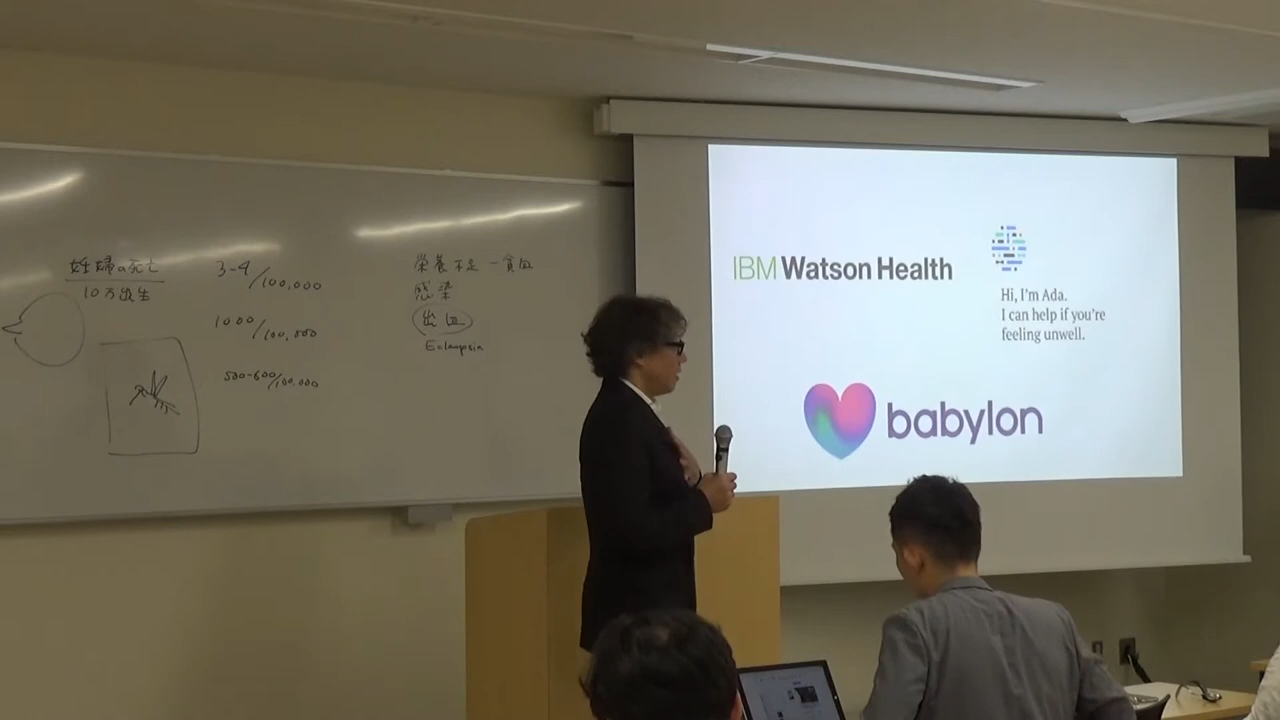 妊婦の死亡
10万出生
3-4/100,000
1000/100,000
500-600/100,000
栄養不足 - 貧血
感染
出血
Eclampsia
IBM Watson Health
Hi, I'm Ada.
I can help if you're
feeling unwell.
babylon